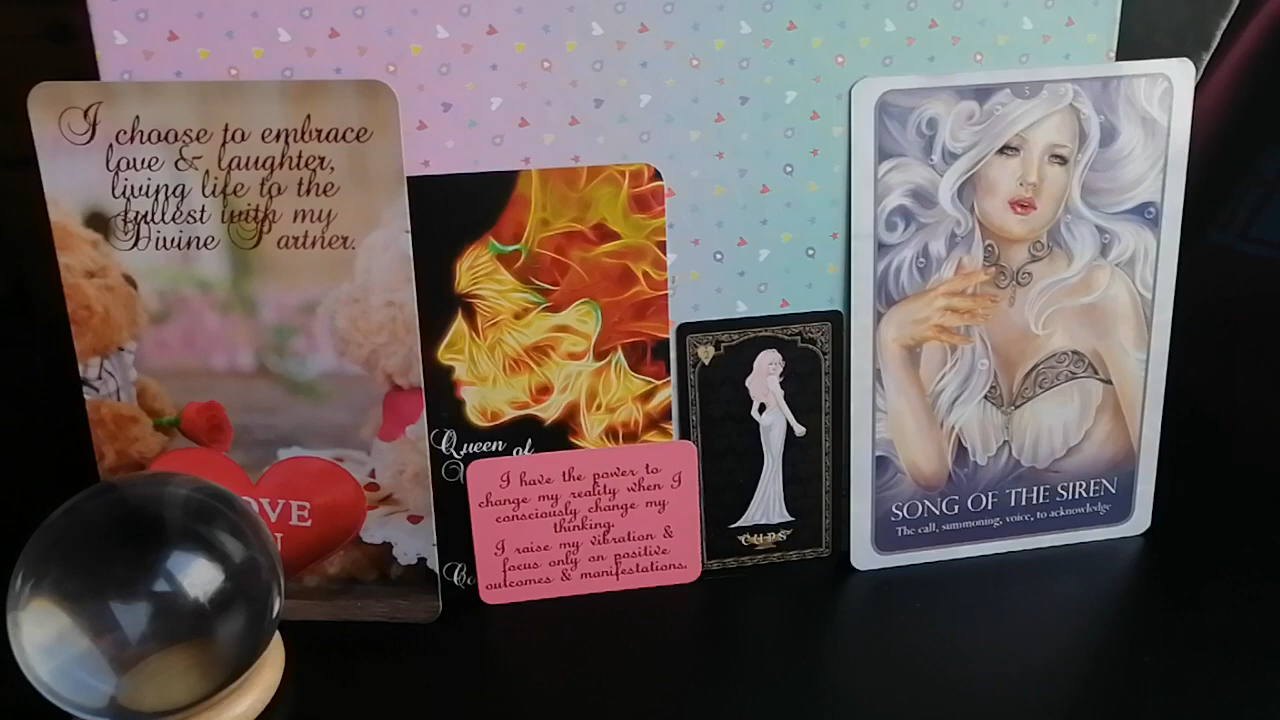 I choose to embrace
love & laughter,
living life to the
fullest with my
Divine Partner.
Queen of
I have the power to
change my reality when I
consciously change my
thinking.
I raise my vibration &
focus only on positive
outcomes & manifestations.
CUPS
5
SONG OF THE SIREN
The call, summoning, voice, to acknowledge